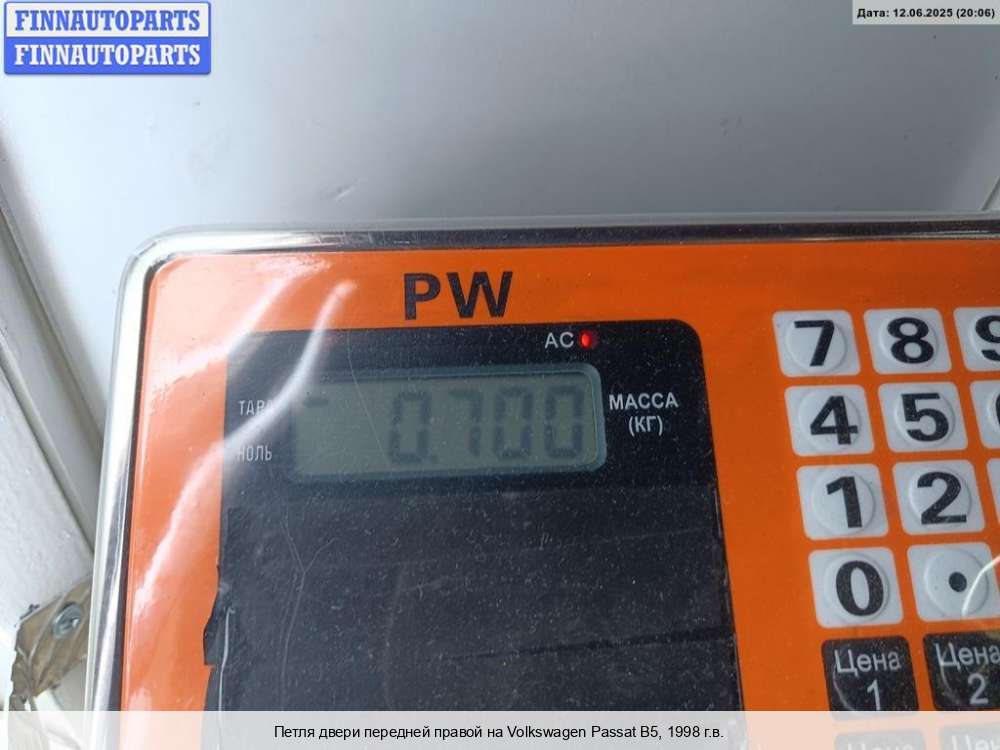 FINNAUTOPARTS
FINNAUTOPARTS
Дата: 12.06.2025 (20:06)
PW
AC
ТАРА
МАССА
(КГ)
0.700
НОЛЬ
7 8 9
4 5
1 2
0 .
Цена
1
Цена
2
Петля двери передней правой на Volkswagen Passat B5, 1998 г.в.